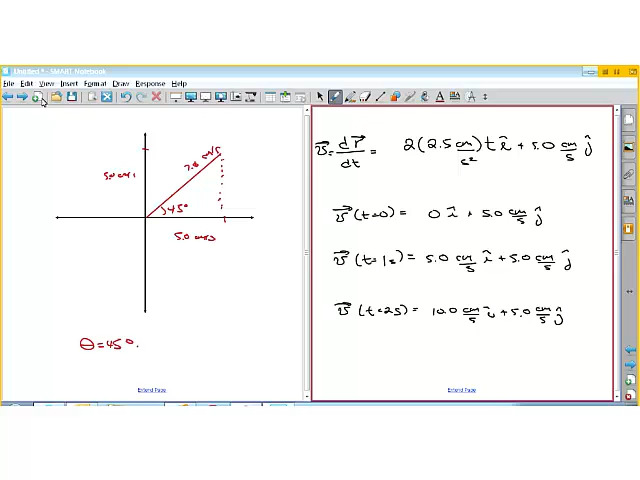 Untitled * - SMART Notebook
File Edit View Insert Format Draw Response Help
5.0 cm/s
7.8 cm/s
45°
5.0 cm/s
θ = 45°.
Extend Page
v⃗ = dr⃗/dt = 2(2.5 cm/s²) t î + 5.0 cm/s ĵ
v⃗ (t=0) = 0 î + 5.0 cm/s ĵ
v⃗ (t=1s) = 5.0 cm/s î + 5.0 cm/s ĵ
v⃗ (t=2s) = 10.0 cm/s î + 5.0 cm/s ĵ
Extend Page